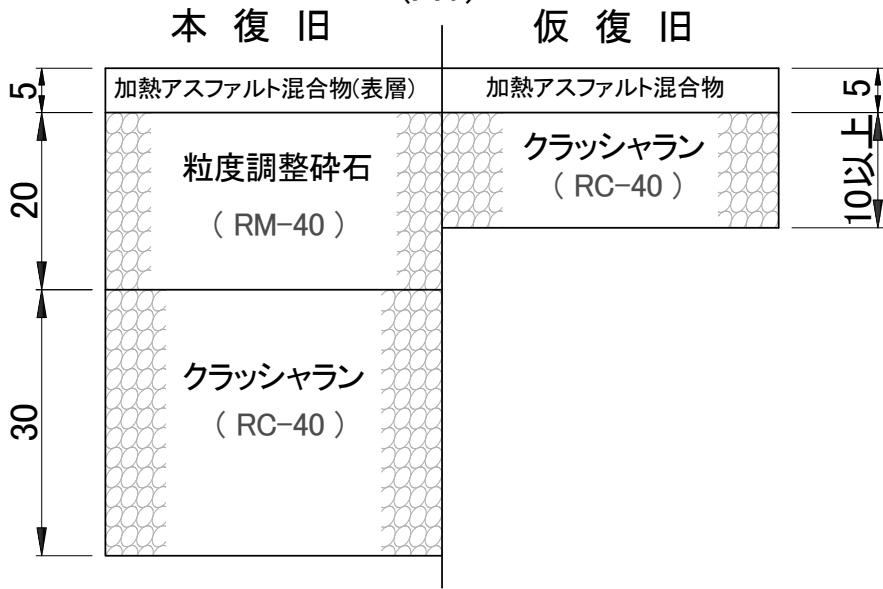 本 復 旧
仮 復 旧
加熱アスファルト混合物(表層)
加熱アスファルト混合物
5
5
粒度調整砕石
( RM-40 )
クラッシャラン
( RC-40 )
20
10以上
クラッシャラン
( RC-40 )
30